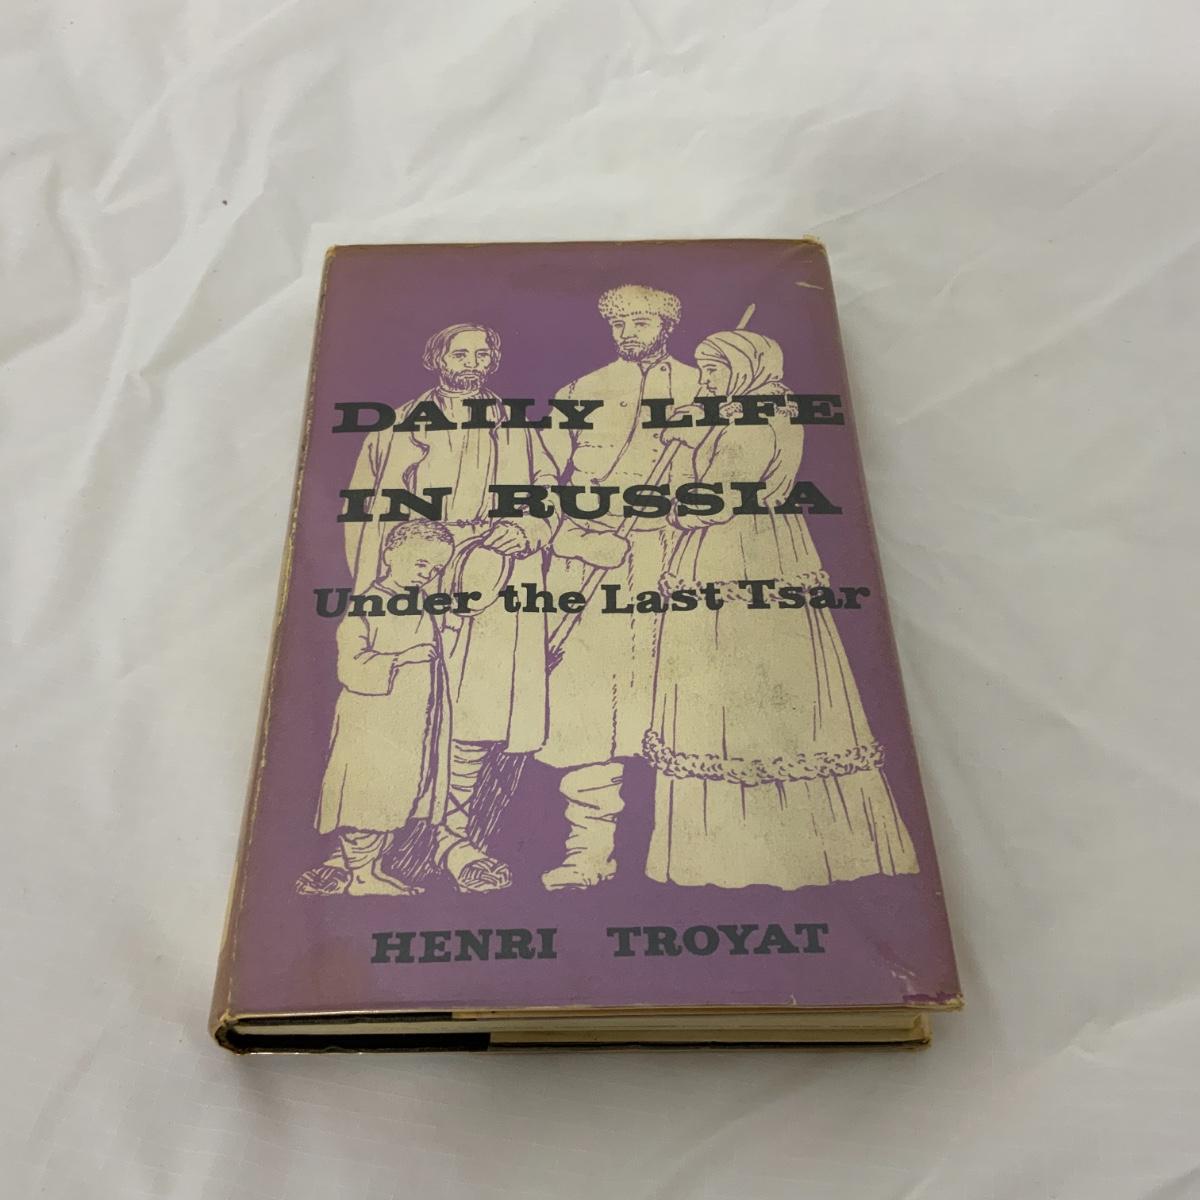 DAILY LIFE
IN RUSSIA
Under the Last Tsar
HENRI TROYAT